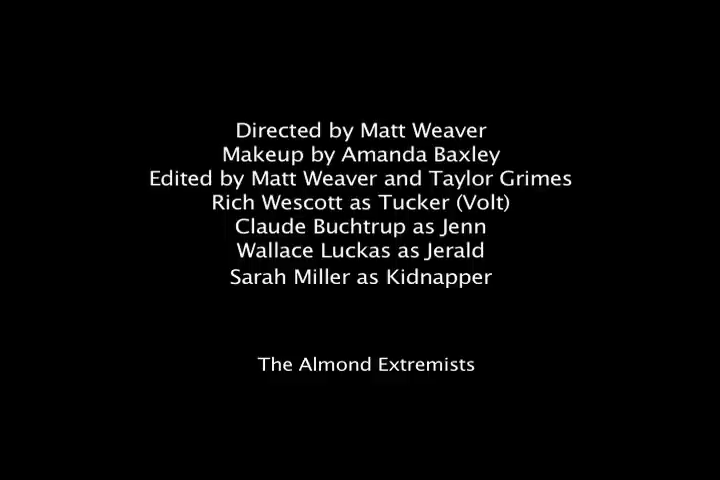 Directed by Matt Weaver
Makeup by Amanda Baxley
Edited by Matt Weaver and Taylor Grimes
Rich Wescott as Tucker (Volt)
Claude Buchtrup as Jenn
Wallace Luckas as Jerald
Sarah Miller as Kidnapper
The Almond Extremists